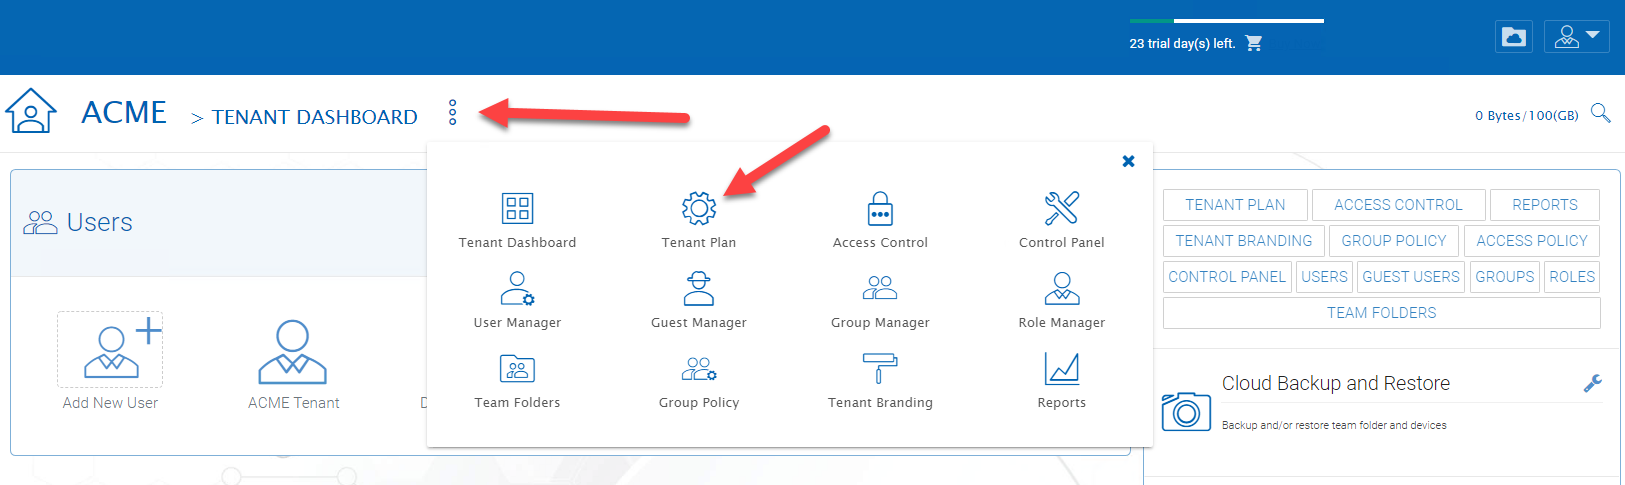 23 trial day(s) left.
ACME > TENANT DASHBOARD
0 Bytes/100(GB)
Users
Add New User
ACME Tenant
D
Tenant Dashboard
Tenant Plan
Access Control
Control Panel
User Manager
Guest Manager
Group Manager
Role Manager
Team Folders
Group Policy
Tenant Branding
Reports
TENANT PLAN
ACCESS CONTROL
REPORTS
TENANT BRANDING
GROUP POLICY
ACCESS POLICY
CONTROL PANEL
USERS
GUEST USERS
GROUPS
ROLES
TEAM FOLDERS
Cloud Backup and Restore
Backup and/or restore team folder and devices